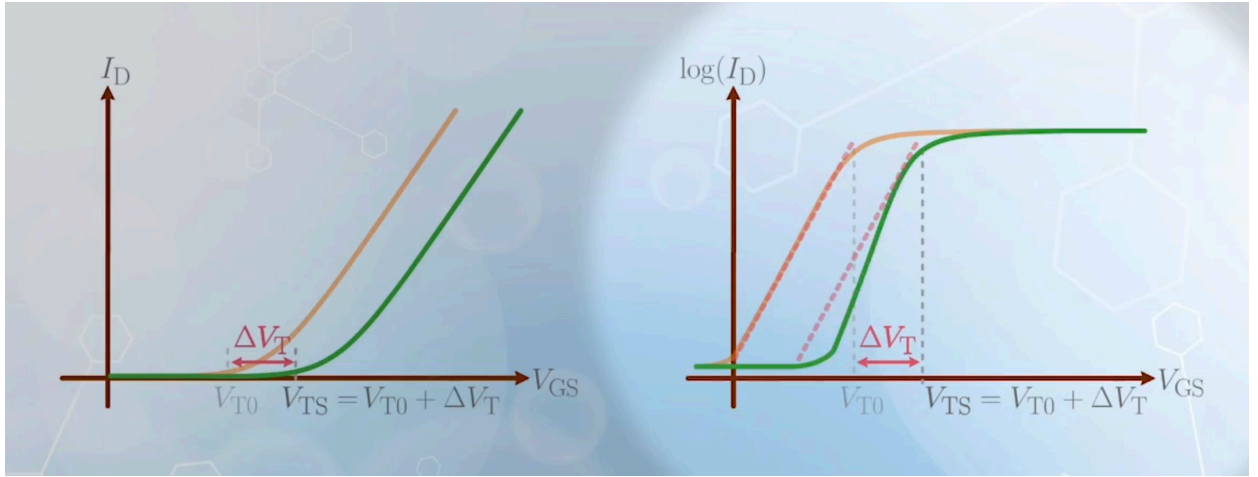 I_D
ΔV_T
V_T0
V_TS = V_T0 + ΔV_T
V_GS
log(I_D)
ΔV_T
V_T0
V_TS = V_T0 + ΔV_T
V_GS